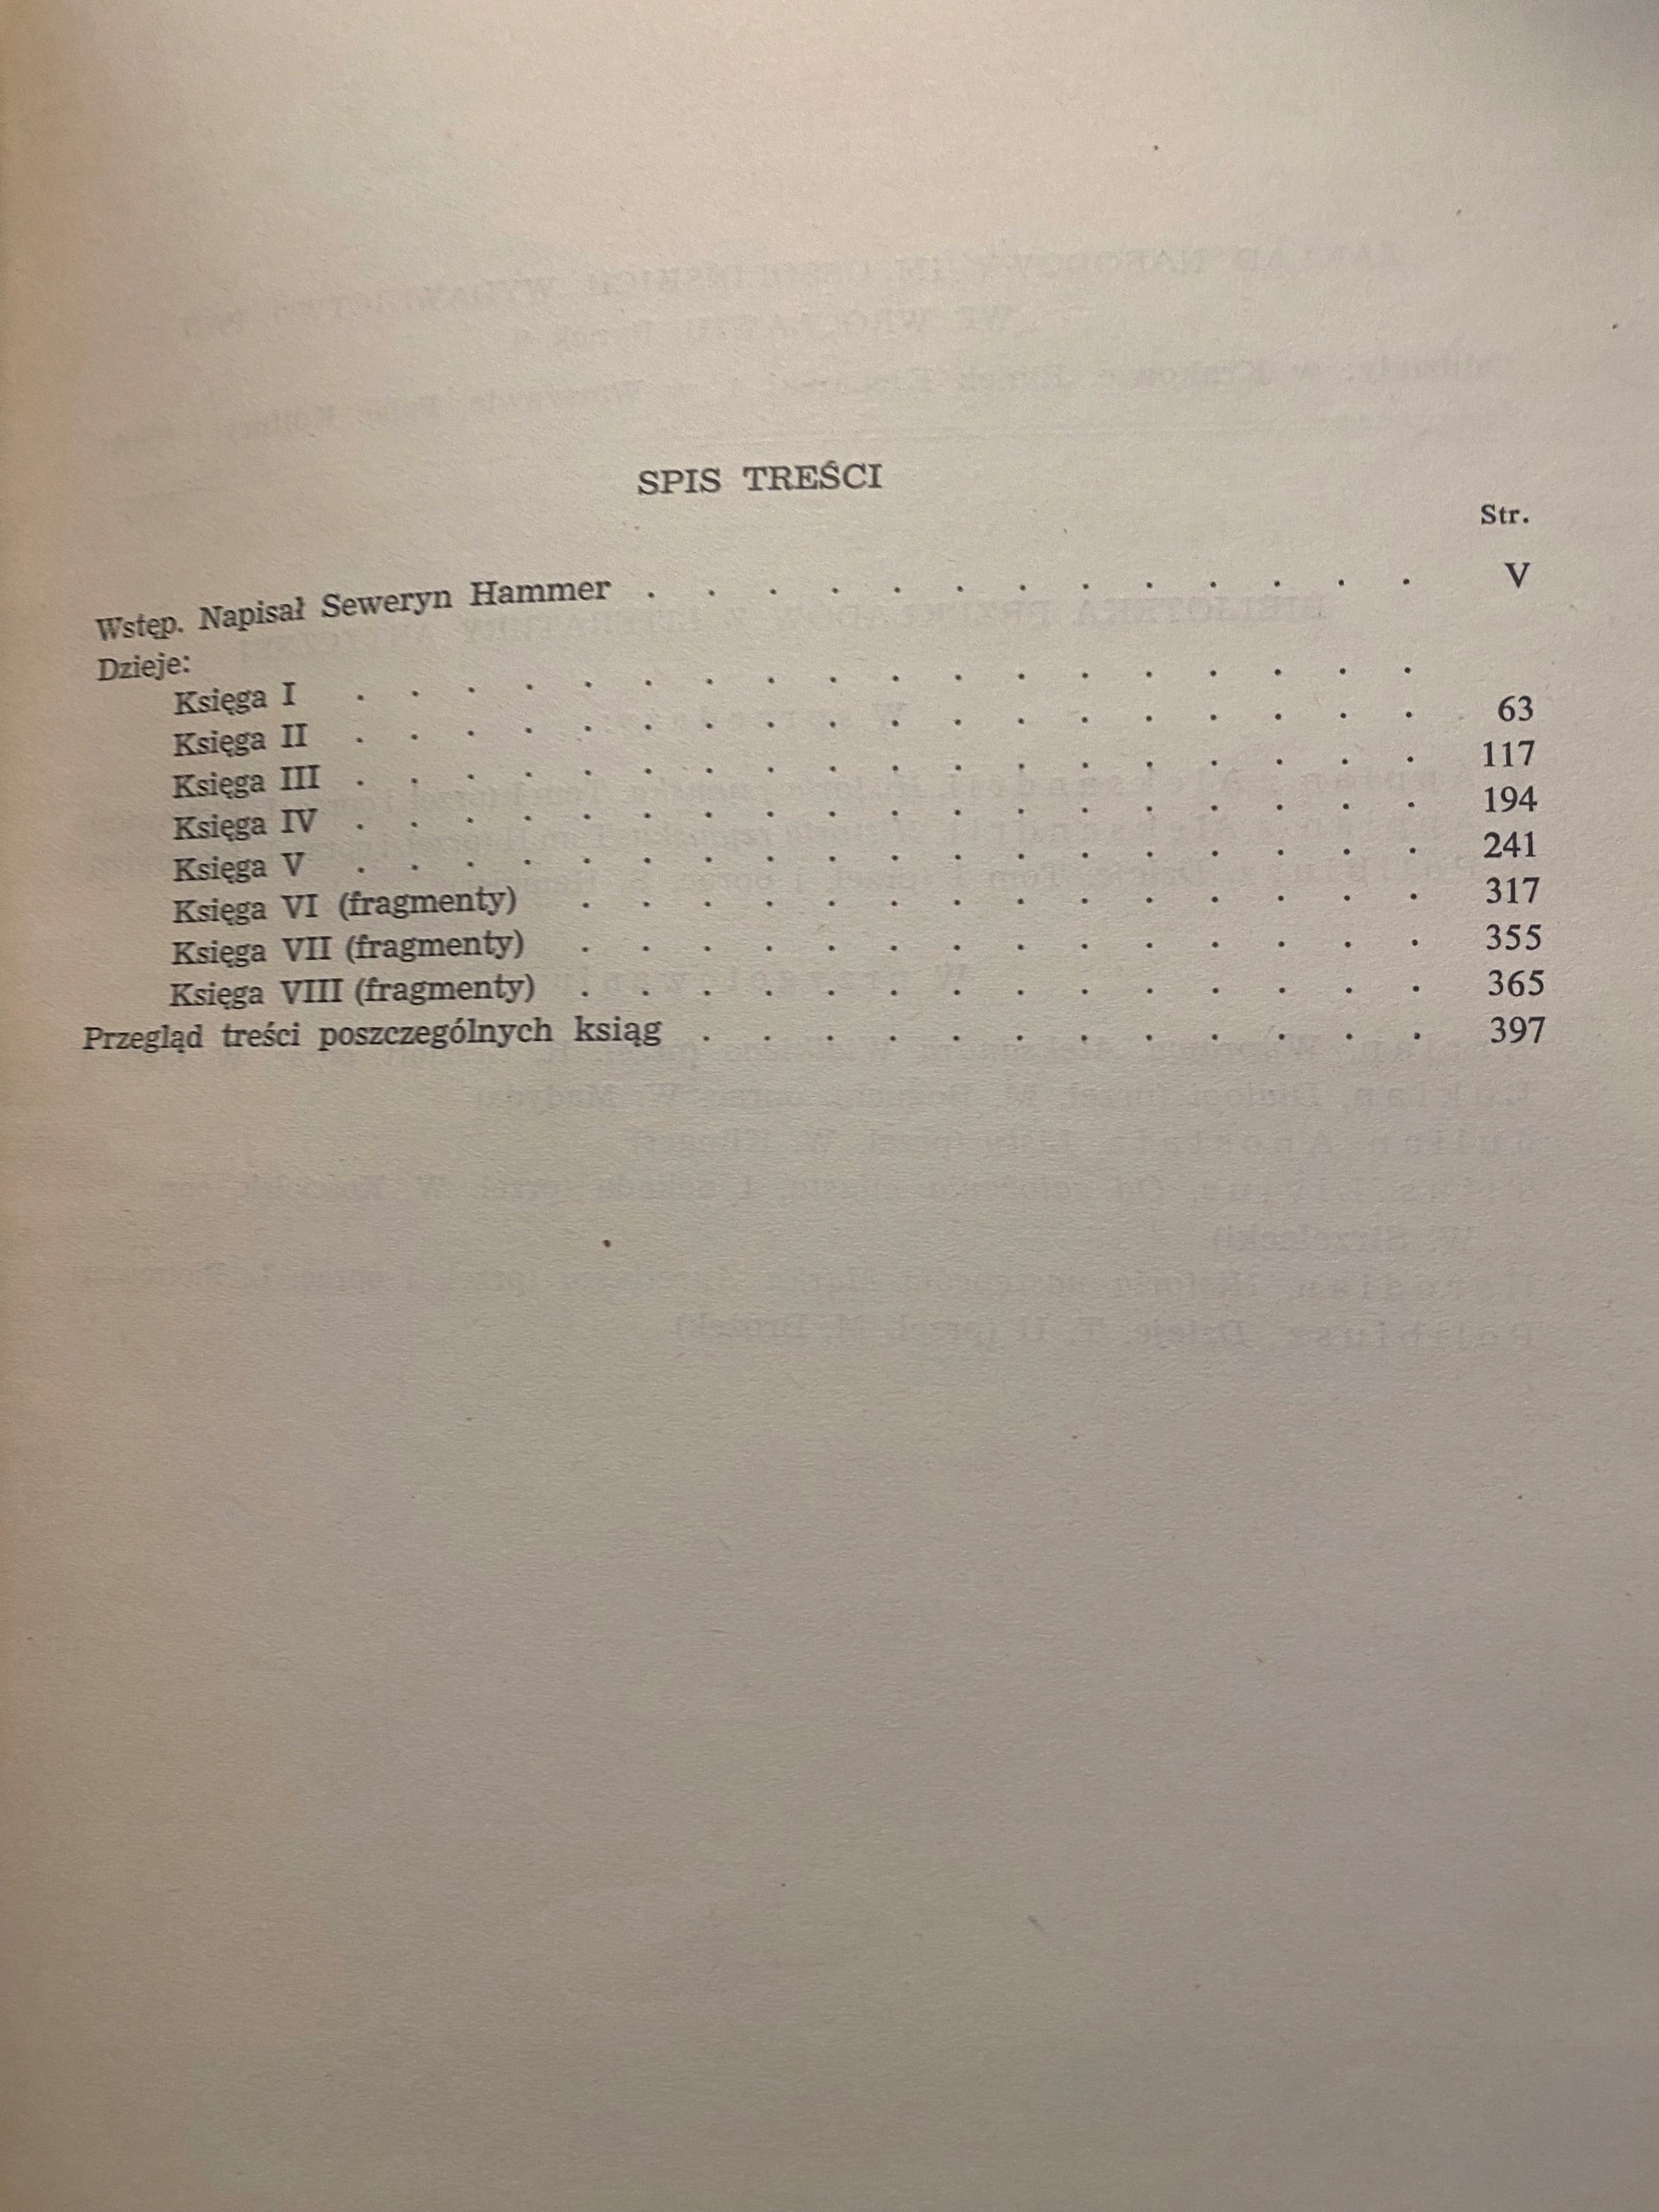 SPIS TREŚCI
Str.
Wstęp. Napisał Seweryn Hammer . . . . . . . . . . . . . V
Dzieje:
Księga I . . . . . . . . . . . . . . . . . .
Księga II . . . . . . . . . . . . . . . . . . 63
Księga III . . . . . . . . . . . . . . . . . . 117
Księga IV . . . . . . . . . . . . . . . . . . 194
Księga V . . . . . . . . . . . . . . . . . . 241
Księga VI (fragmenty) . . . . . . . . . . . . . . 317
Księga VII (fragmenty) . . . . . . . . . . . . . . 355
Księga VIII (fragmenty) . . . . . . . . . . . . . . 365
Przegląd treści poszczególnych ksiąg . . . . . . . . . . . . 397